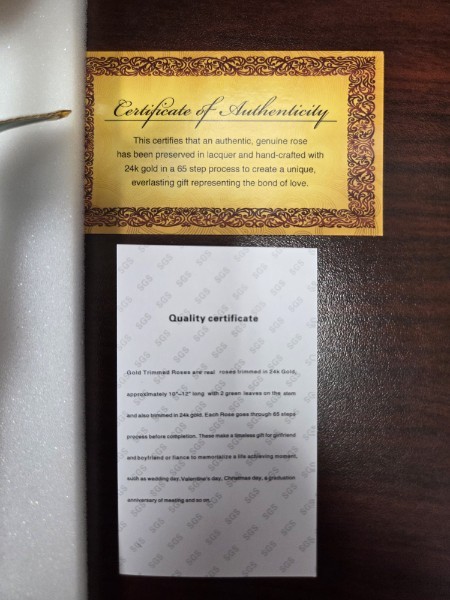 Certificate of Authenticity
This certifies that an authentic, genuine rose
has been preserved in lacquer and hand-crafted with
24k gold in a 65 step process to create a unique,
everlasting gift representing the bond of love.
Quality certificate
Gold Trimmed Roses are real roses trimmed in 24k Gold,
approximately 10"-12" long with 2 green leaves on the stem
and also trimmed in 24k gold. Each Rose goes through 65 steps
process before completion. These make a timeless gift for girlfriend
and boyfriend or fiance to memorialize a life achieving moment,
such as wedding day, Valentine's day, Christmas day, a graduation
anniversary of meeting and so on